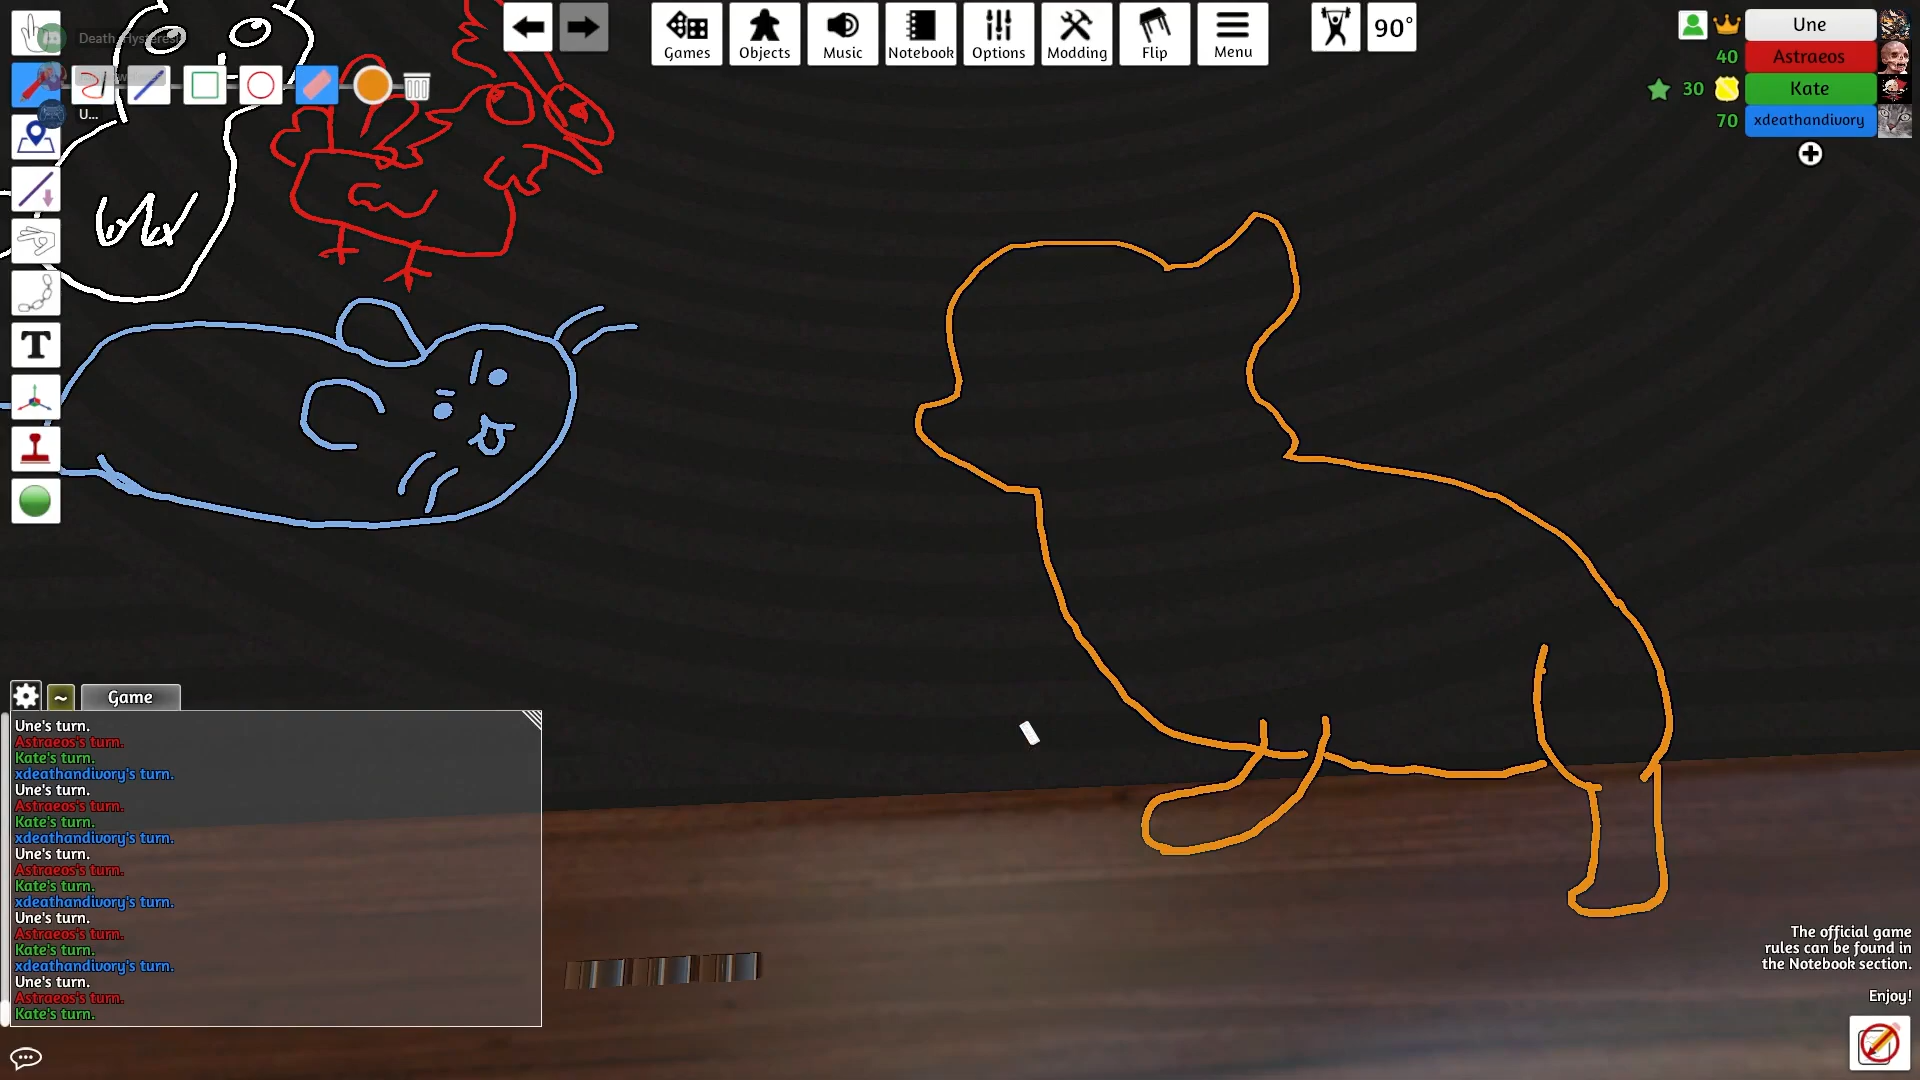 Death_Hysteresi
U...
Games
Objects
Music
Notebook
Options
Modding
Flip
Menu
90°
Une
40 Astraeos
30 Kate
70 xdeathandivory
T
~
Game
Une's turn.
Astraeos's turn.
Kate's turn.
xdeathandivory's turn.
Une's turn.
Astraeos's turn.
Kate's turn.
xdeathandivory's turn.
Une's turn.
Astraeos's turn.
Kate's turn.
xdeathandivory's turn.
Une's turn.
Astraeos's turn.
Kate's turn.
xdeathandivory's turn.
Une's turn.
Astraeos's turn.
Kate's turn.
The official game
rules can be found in
the Notebook section.
Enjoy!